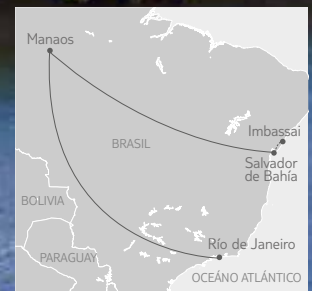 Manaos
BRASIL
Imbassai
Salvador
de Bahía
BOLIVIA
Río de Janeiro
PARAGUAY
OCEÁNO ATLÁNTICO